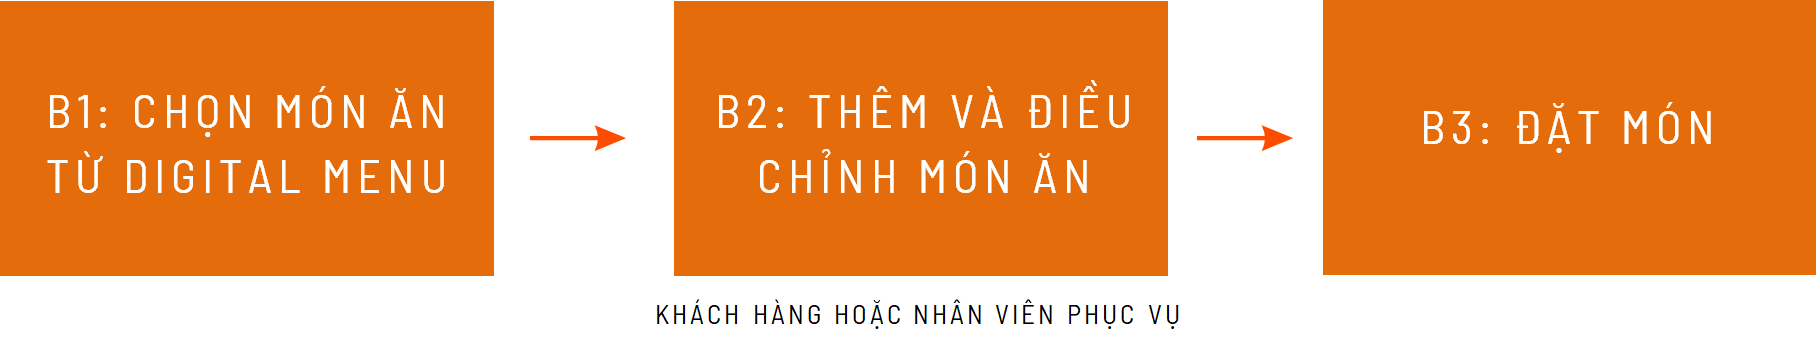 B1: CHỌN MÓN ĂN
TỪ DIGITAL MENU
B2: THÊM VÀ ĐIỀU
CHỈNH MÓN ĂN
B3: ĐẶT MÓN
KHÁCH HÀNG HOẶC NHÂN VIÊN PHỤC VỤ